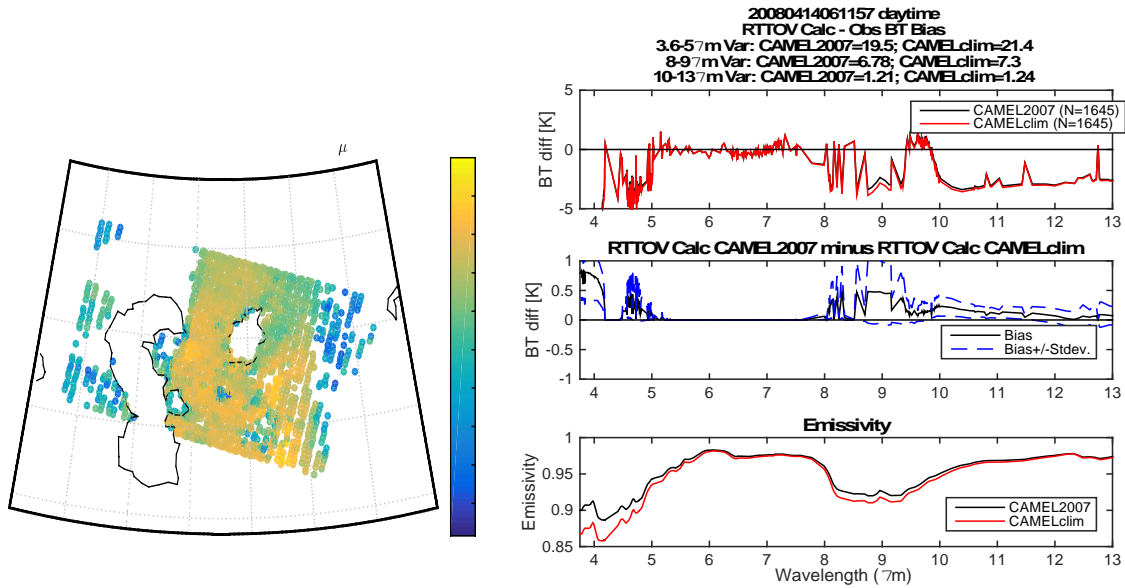 μ
20080414061157 daytime
RTTOV Calc - Obs BT Bias
3.6-57m Var: CAMEL2007=19.5; CAMELclim=21.4
8-97m Var: CAMEL2007=6.78; CAMELclim=7.3
10-137m Var: CAMEL2007=1.21; CAMELclim=1.24
5
0
-5
BT diff [K]
CAMEL2007 (N=1645)
CAMELclim (N=1645)
4 5 6 7 8 9 10 11 12 13
RTTOV Calc CAMEL2007 minus RTTOV Calc CAMELclim
1
0.5
0
-0.5
-1
BT diff [K]
Bias
Bias+/-Stdev.
4 5 6 7 8 9 10 11 12 13
Emissivity
1
0.95
0.9
0.85
Emissivity
CAMEL2007
CAMELclim
4 5 6 7 8 9 10 11 12 13
Wavelength (7m)